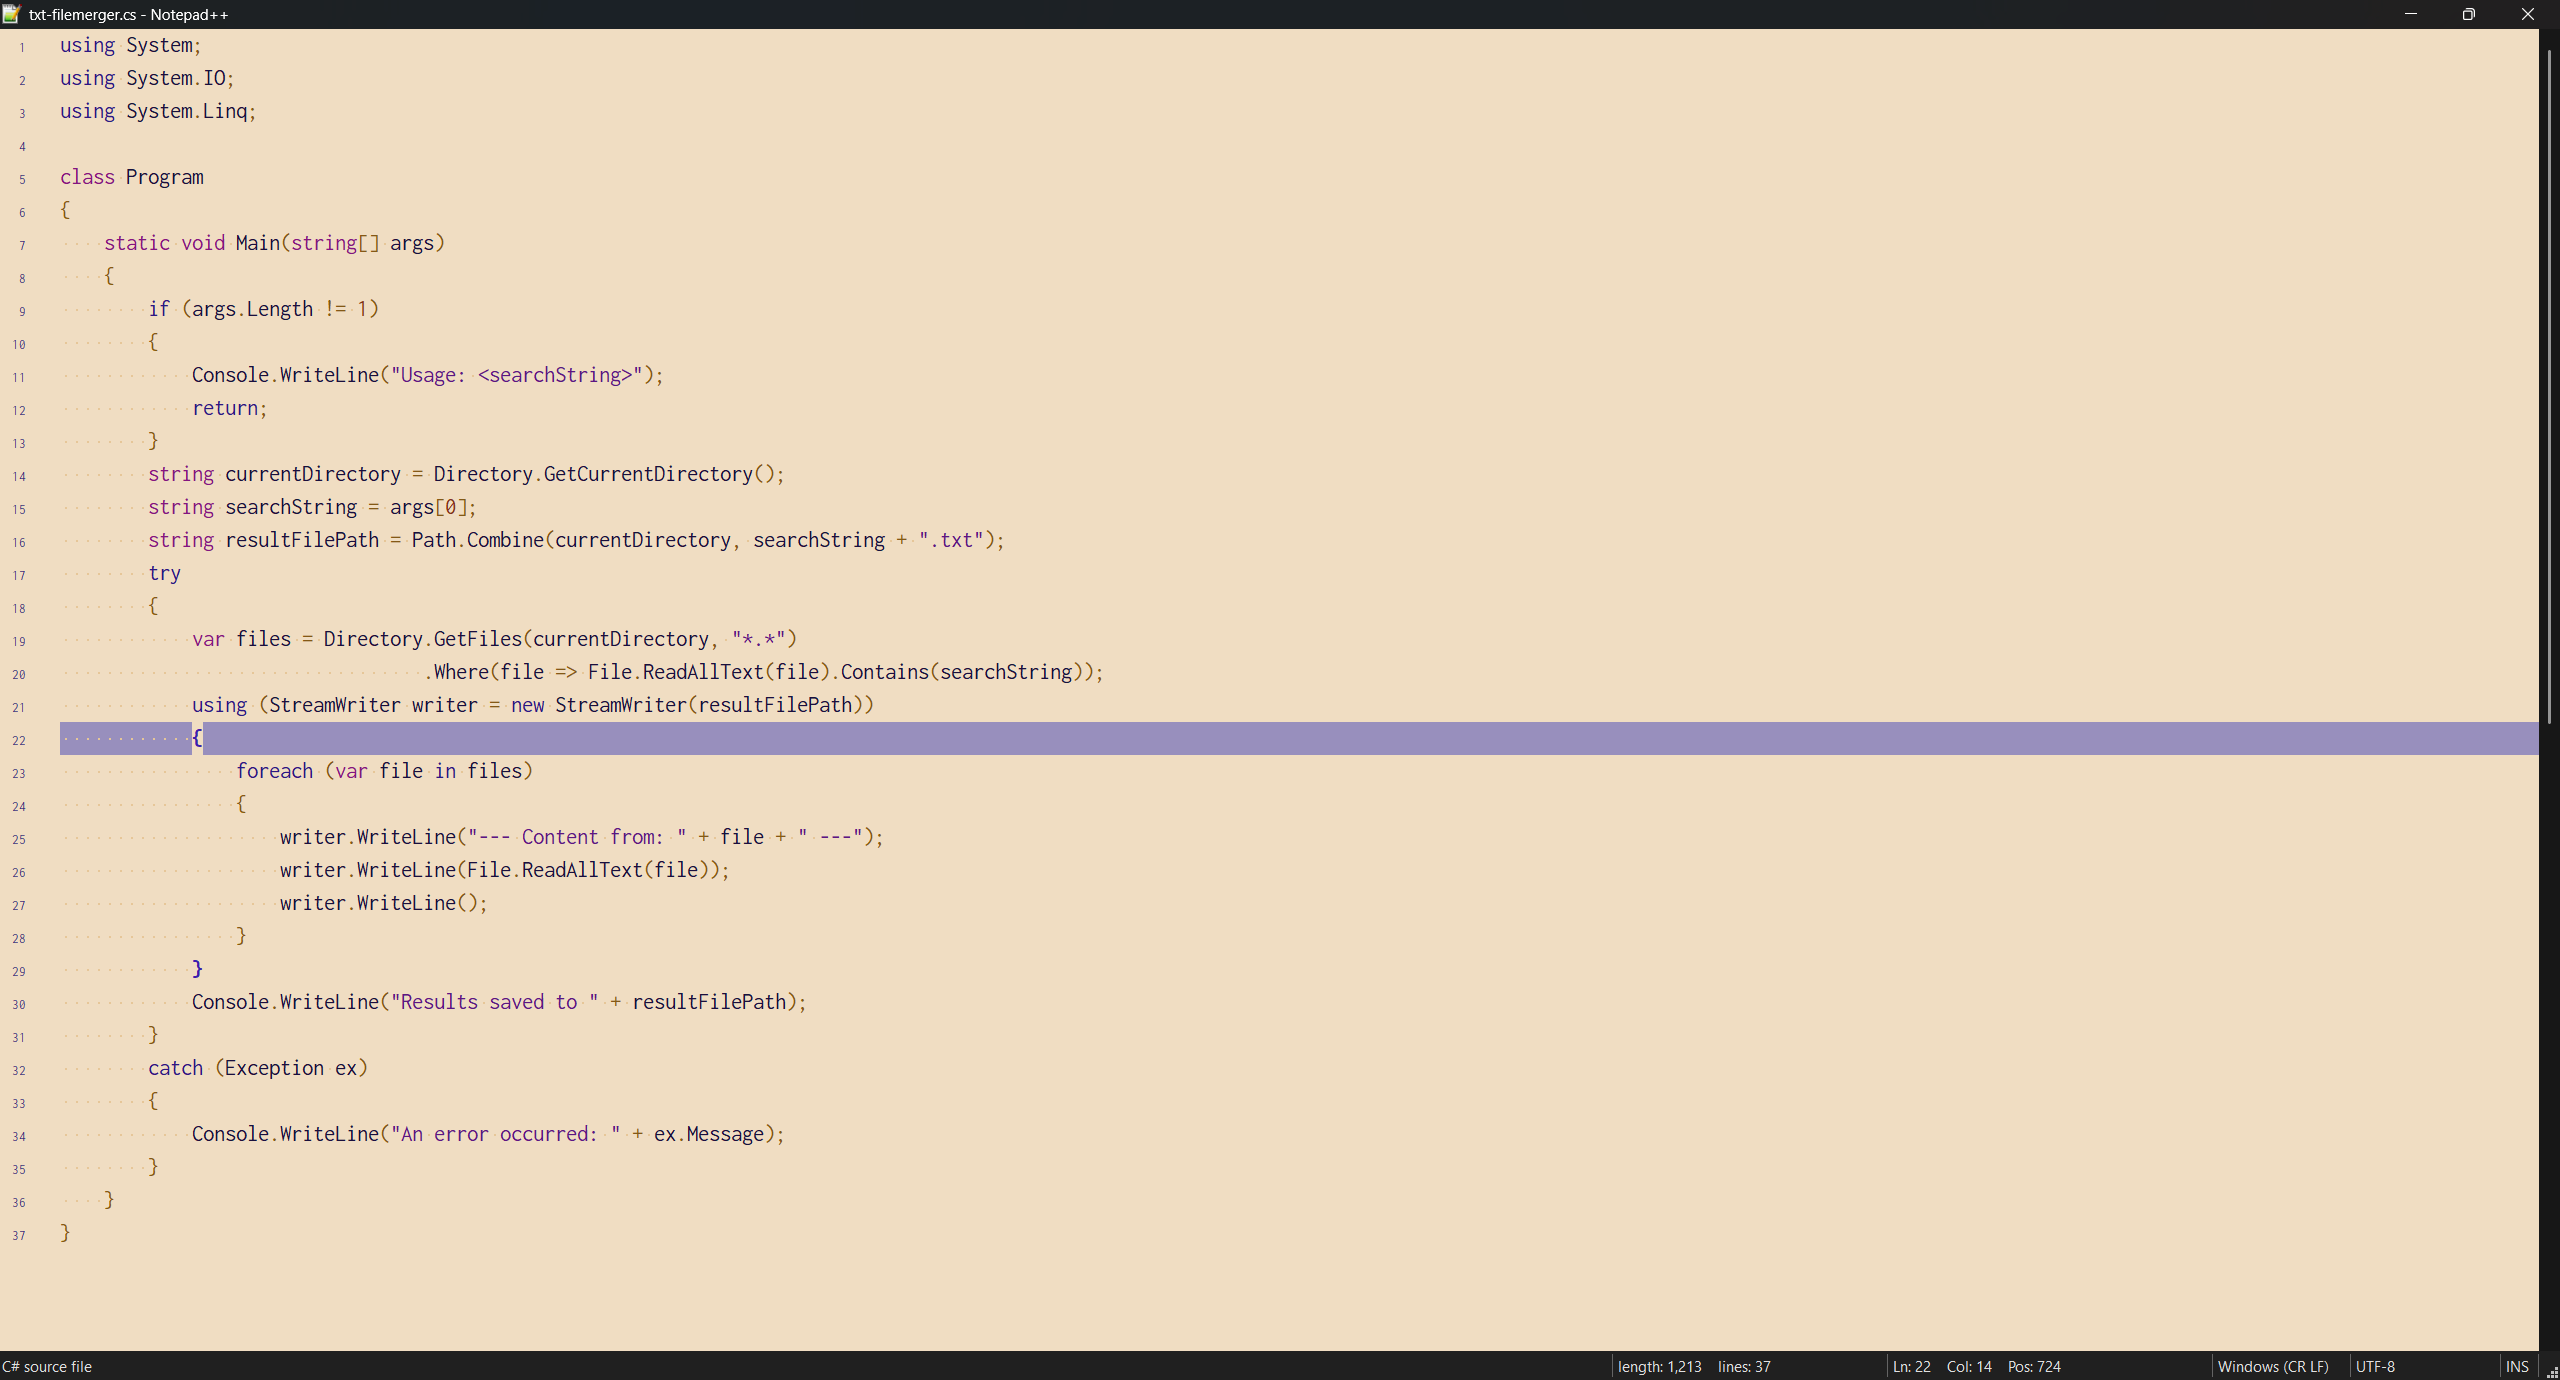 txt-filemerger.cs - Notepad++
1 using System;
2 using System.IO;
3 using System.Linq;
4
5 class Program
6 {
7     static void Main(string[] args)
8     {
9         if (args.Length != 1)
10         {
11             Console.WriteLine("Usage: <searchString>");
12             return;
13         }
14         string currentDirectory = Directory.GetCurrentDirectory();
15         string searchString = args[0];
16         string resultFilePath = Path.Combine(currentDirectory, searchString + ".txt");
17         try
18         {
19             var files = Directory.GetFiles(currentDirectory, "*.*")
20                                  .Where(file => File.ReadAllText(file).Contains(searchString));
21             using (StreamWriter writer = new StreamWriter(resultFilePath))
22             {
23                 foreach (var file in files)
24                 {
25                     writer.WriteLine("--- Content from: " + file + " ---");
26                     writer.WriteLine(File.ReadAllText(file));
27                     writer.WriteLine();
28                 }
29             }
30             Console.WriteLine("Results saved to " + resultFilePath);
31         }
32         catch (Exception ex)
33         {
34             Console.WriteLine("An error occurred: " + ex.Message);
35         }
36     }
37 }
C# source file length: 1,213 lines: 37 Ln: 22 Col: 14 Pos: 724 Windows (CR LF) UTF-8 INS